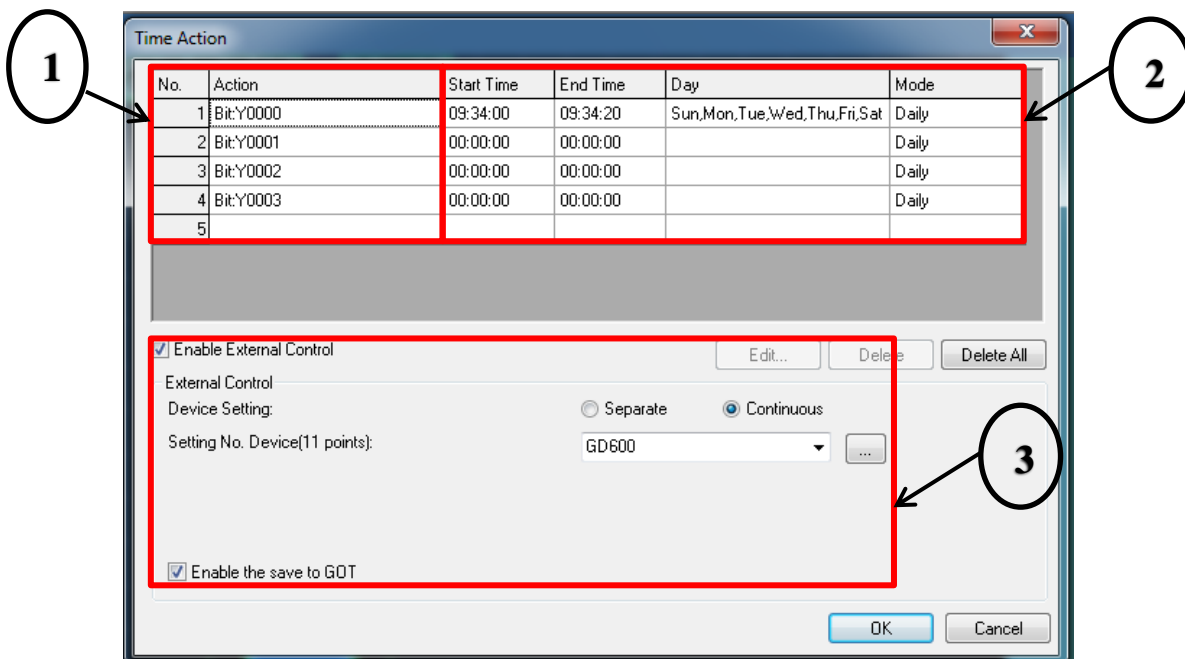 Time Action
1
2
No. Action Start Time End Time Day Mode
1 Bit:Y0000 09:34:00 09:34:20 Sun,Mon,Tue,Wed,Thu,Fri,Sat Daily
2 Bit:Y0001 00:00:00 00:00:00 Daily
3 Bit:Y0002 00:00:00 00:00:00 Daily
4 Bit:Y0003 00:00:00 00:00:00 Daily
5
Enable External Control Edit... Delete Delete All
External Control
Device Setting: Separate Continuous
Setting No. Device(11 points): GD600 ...
3
Enable the save to GOT
OK Cancel